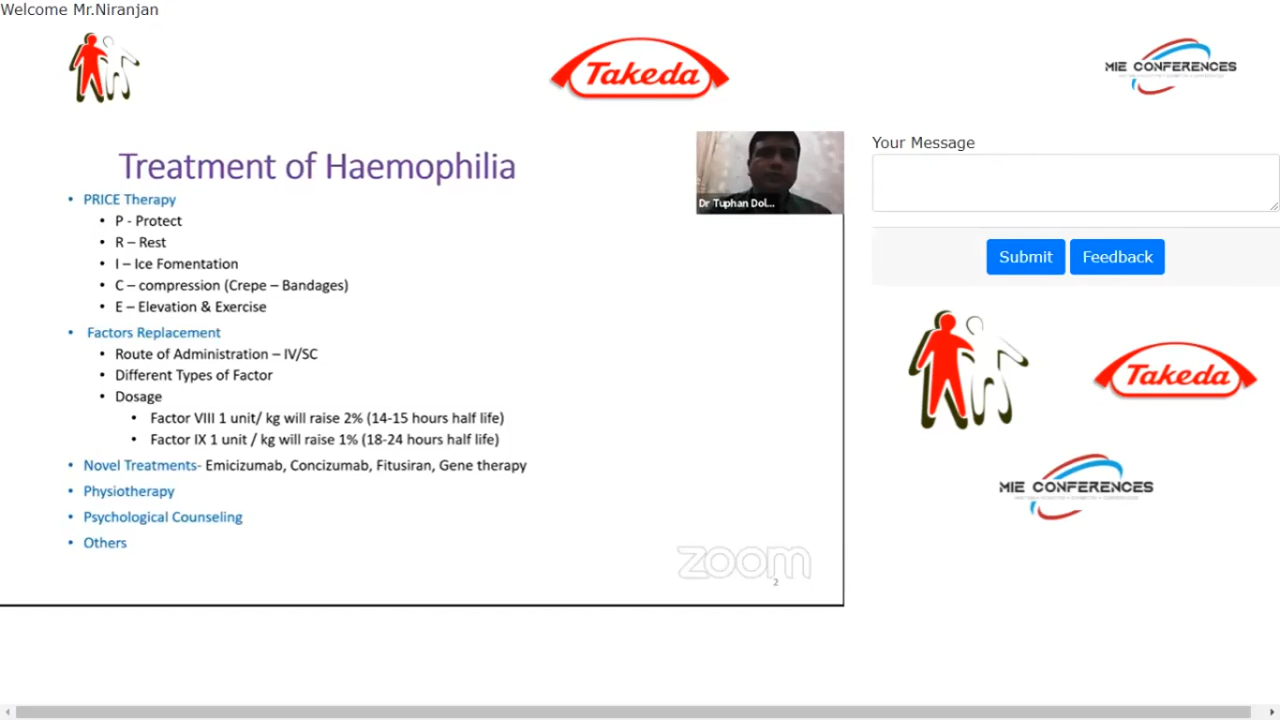 Welcome Mr.Niranjan
Takeda
MIE CONFERENCES
Treatment of Haemophilia
Dr Tuphan Dol...
• PRICE Therapy
• P - Protect
• R – Rest
• I – Ice Fomentation
• C – compression (Crepe – Bandages)
• E – Elevation & Exercise
• Factors Replacement
• Route of Administration – IV/SC
• Different Types of Factor
• Dosage
• Factor VIII 1 unit/ kg will raise 2% (14-15 hours half life)
• Factor IX 1 unit / kg will raise 1% (18-24 hours half life)
• Novel Treatments- Emicizumab, Concizumab, Fitusiran, Gene therapy
• Physiotherapy
• Psychological Counseling
• Others
zoom
2
Your Message
Submit
Feedback
Takeda
MIE CONFERENCES